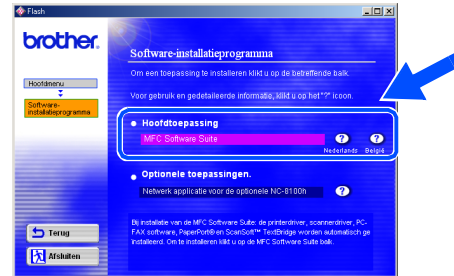 Flash
brother.
Software-installatieprogramma
Om een toepassing te installeren klikt u op de betreffende balk.
Voor gebruik en gedetaileerde informatie, klikt u op het "?" icoon.
Hoofdmenu
Software-
installatieprogramma
Hoofdtoepassing
MFC Software Suite
?
?
Nederlands
België
Optionele toepassingen.
Netwerk applicatie voor de optionele NC-8100h
?
Bij installatie van de MFC Software Suite: de printerdriver, scannerdriver, PC-
FAX software, PaperPort® en ScanSoft™ TextBridge worden automatisch ge
installeerd. Om te installeren klikt u op de MFC Software Suite balk.
Terug
Afsluiten